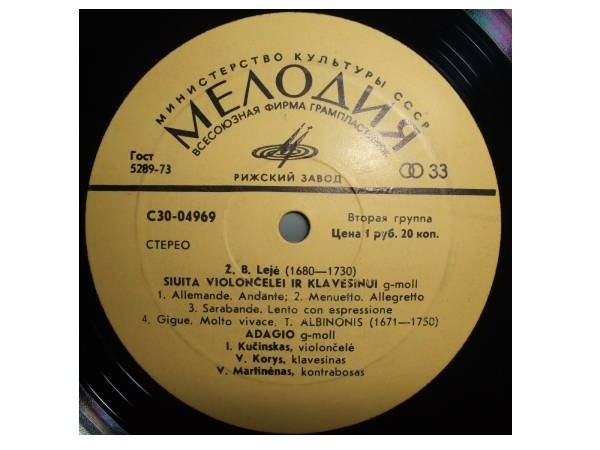 МИНИСТЕРСТВО КУЛЬТУРЫ СССР
МЕЛОДИЯ
ВСЕСОЮЗНАЯ ФИРМА ГРАМПЛАСТИНОК
Гост
5289-73
РИЖСКИЙ ЗАВОД
33
С30-04969
Вторая группа
Цена 1 руб. 20 коп.
СТЕРЕО
Ž. B. Lejė (1680—1730)
SIUITA VIOLONČELEI IR KLAVESINUI g-moll
1. Allemande. Andante; 2. Menuetto. Allegretto
3. Sarabande. Lento con espressione
4. Gigue. Molto vivace. T. ALBINONIS (1671—1750)
ADAGIO g-moll
I. Kučinskas, violončelė
V. Korys, klavesinas
V. Martinėnas, kontrabosas